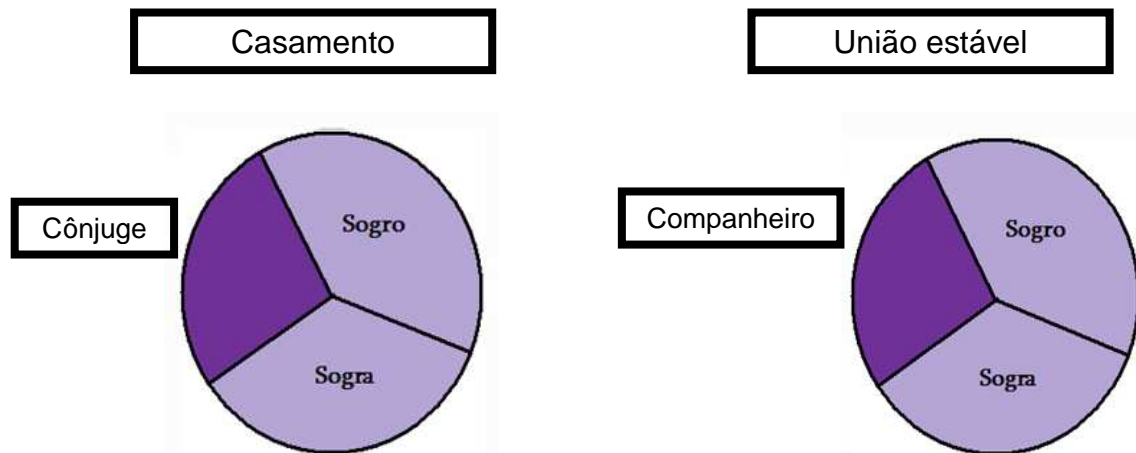 Casamento
União estável
Cônjuge
Sogro
Sogra
Companheiro
Sogro
Sogra